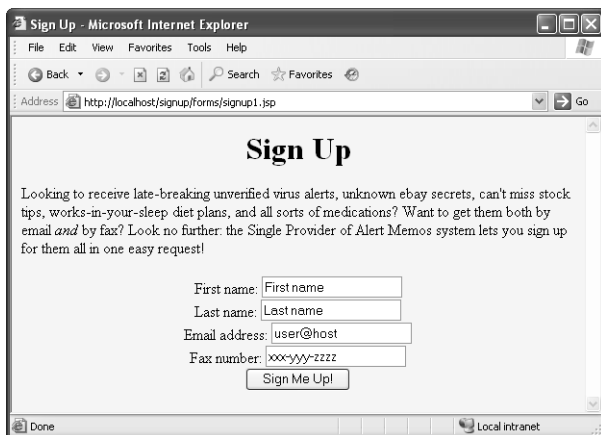 Sign Up - Microsoft Internet Explorer
File Edit View Favorites Tools Help
Back Search Favorites
Address http://localhost/signup/forms/signup1.jsp Go
Sign Up
Looking to receive late-breaking unverified virus alerts, unknown ebay secrets, can't miss stock
tips, works-in-your-sleep diet plans, and all sorts of medications? Want to get them both by
email and by fax? Look no further: the Single Provider of Alert Memos system lets you sign up
for them all in one easy request!
First name: First name
Last name: Last name
Email address: user@host
Fax number: xxx-yyy-zzzz
Sign Me Up!
Done Local intranet